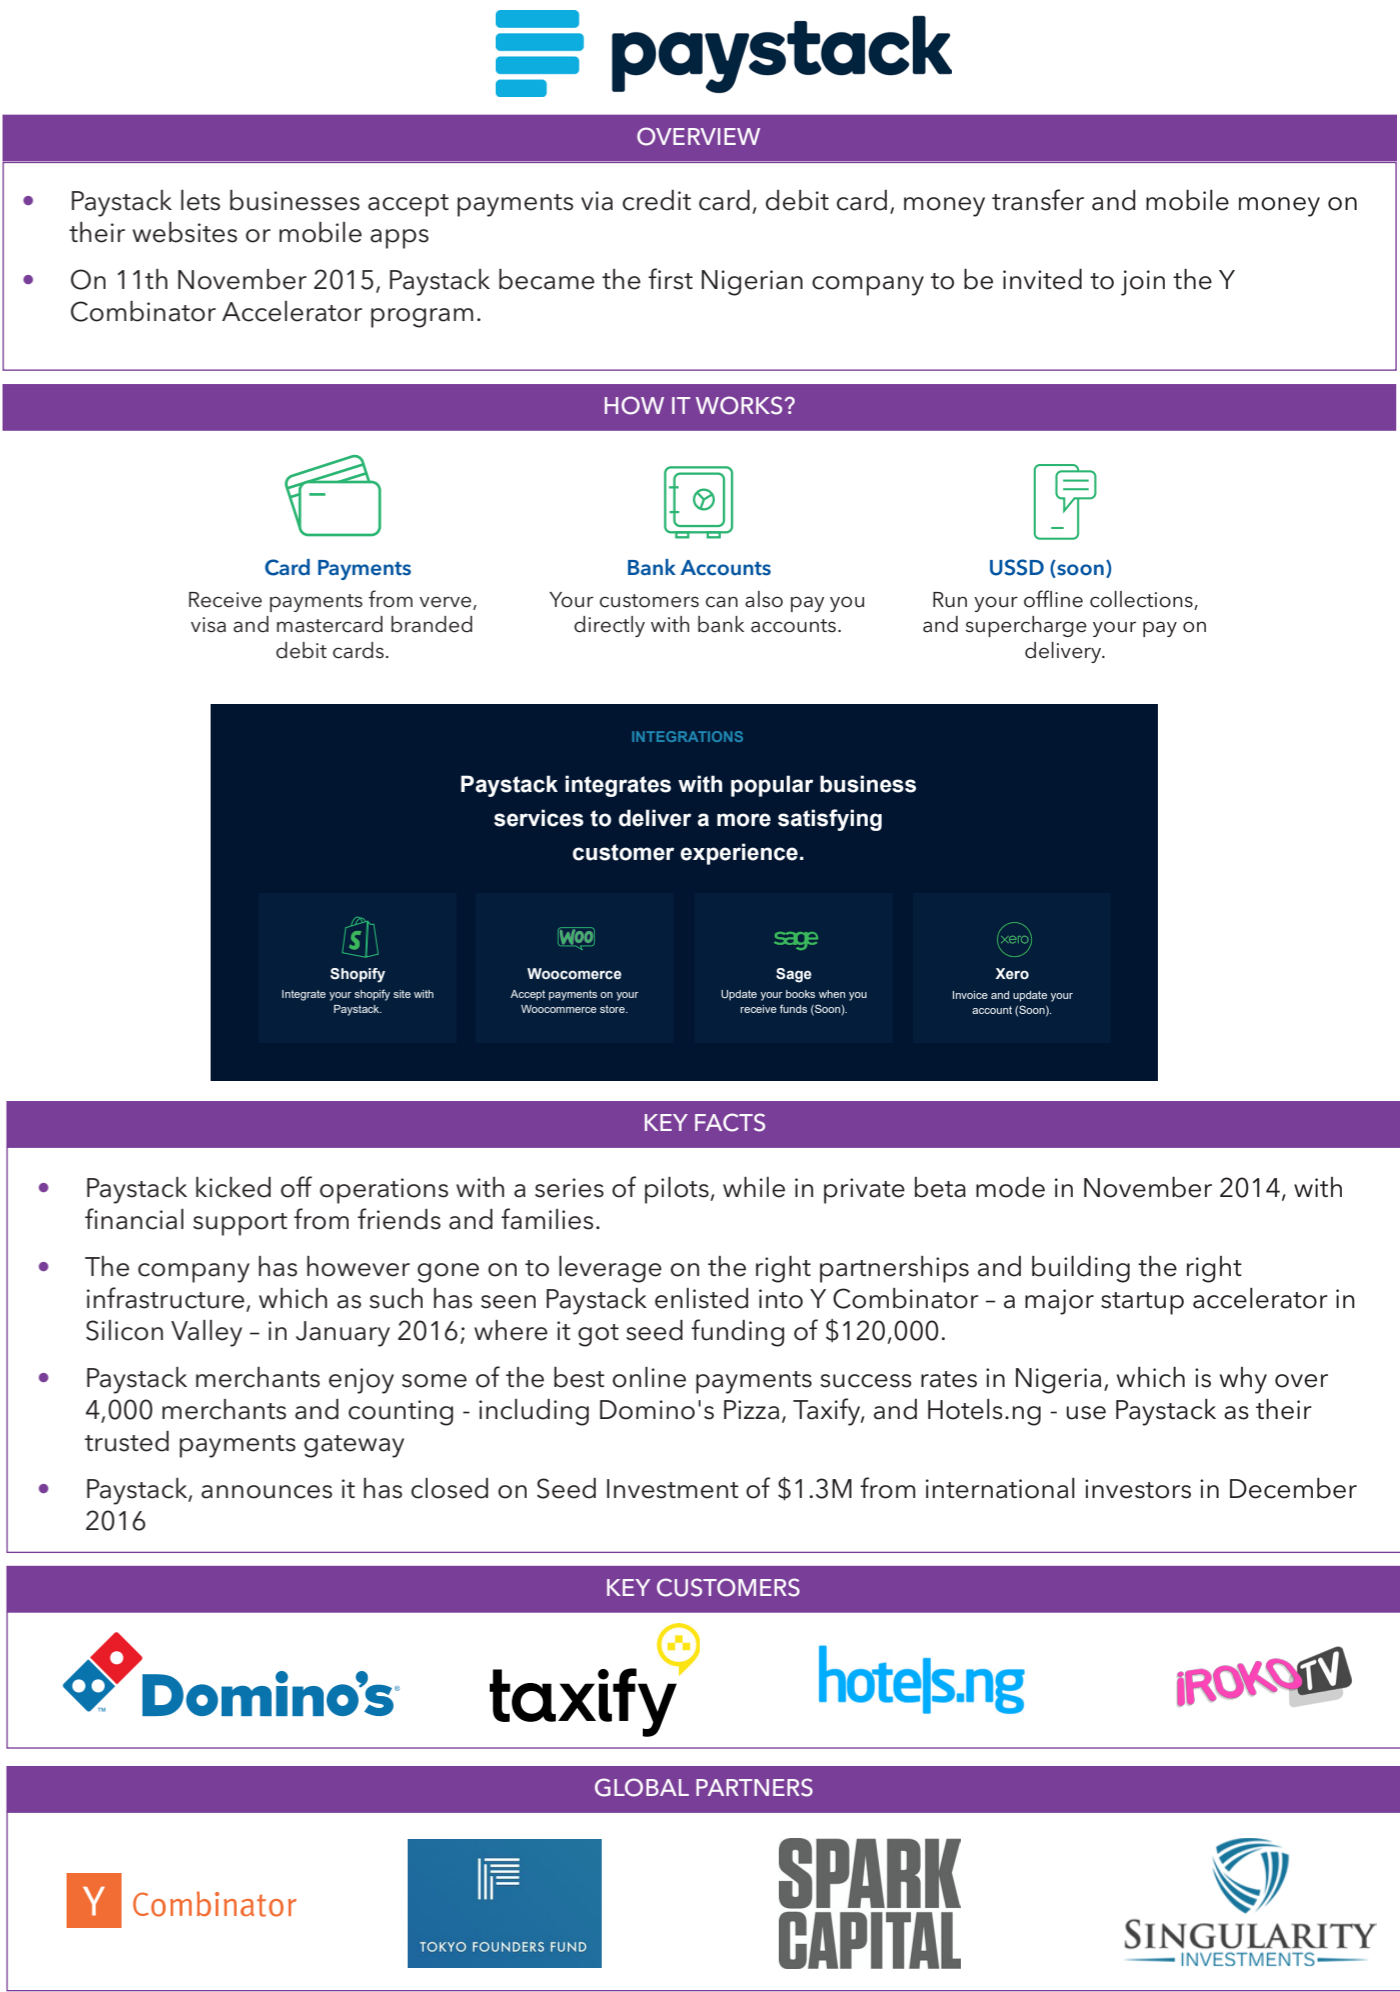 paystack
OVERVIEW
• Paystack lets businesses accept payments via credit card, debit card, money transfer and mobile money on
their websites or mobile apps
• On 11th November 2015, Paystack became the first Nigerian company to be invited to join the Y
Combinator Accelerator program.
HOW IT WORKS?
Card Payments
Receive payments from verve,
visa and mastercard branded
debit cards.
Bank Accounts
Your customers can also pay you
directly with bank accounts.
USSD (soon)
Run your offline collections,
and supercharge your pay on
delivery.
INTEGRATIONS
Paystack integrates with popular business
services to deliver a more satisfying
customer experience.
S
Shopify
Integrate your shopify site with
Paystack.
Woo
Woocomerce
Accept payments on your
Woocommerce store.
sage
Sage
Update your books when you
receive funds (Soon).
xero
Xero
Invoice and update your
account (Soon).
KEY FACTS
• Paystack kicked off operations with a series of pilots, while in private beta mode in November 2014, with
financial support from friends and families.
• The company has however gone on to leverage on the right partnerships and building the right
infrastructure, which as such has seen Paystack enlisted into Y Combinator – a major startup accelerator in
Silicon Valley – in January 2016; where it got seed funding of $120,000.
• Paystack merchants enjoy some of the best online payments success rates in Nigeria, which is why over
4,000 merchants and counting - including Domino's Pizza, Taxify, and Hotels.ng - use Paystack as their
trusted payments gateway
• Paystack, announces it has closed on Seed Investment of $1.3M from international investors in December
2016
KEY CUSTOMERS
™ Domino's®
taxify
hotels.ng
iROKOTV
GLOBAL PARTNERS
Y Combinator
TOKYO FOUNDERS FUND
SPARK
CAPITAL
SINGULARITY
INVESTMENTS